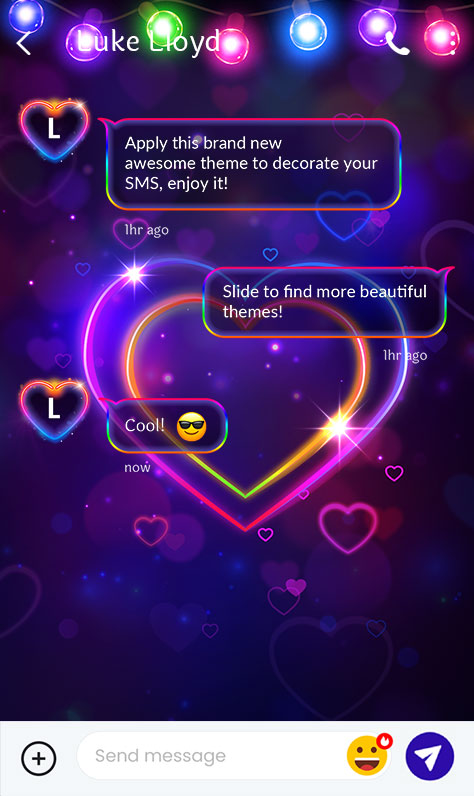 Luke Lloyd
L
Apply this brand new
awesome theme to decorate your
SMS, enjoy it!
1hr ago
Slide to find more beautiful
themes!
1hr ago
L
Cool! 😎
now
Send message